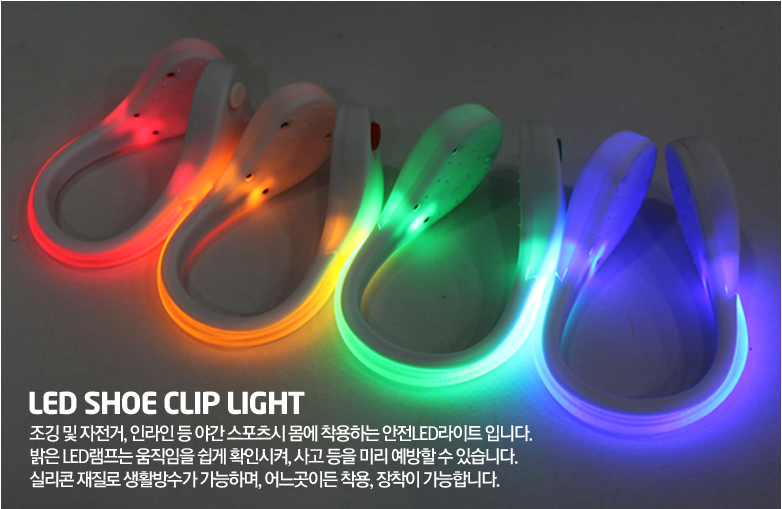 LED SHOE CLIP LIGHT
조깅 및 자전거, 인라인 등 야간 스포츠시 몸에 착용하는 안전LED라이트 입니다.
밝은 LED램프는 움직임을 쉽게 확인시켜, 사고 등을 미리 예방할 수 있습니다.
실리콘 재질로 생활방수가 가능하며, 어느곳이든 착용, 장착이 가능합니다.